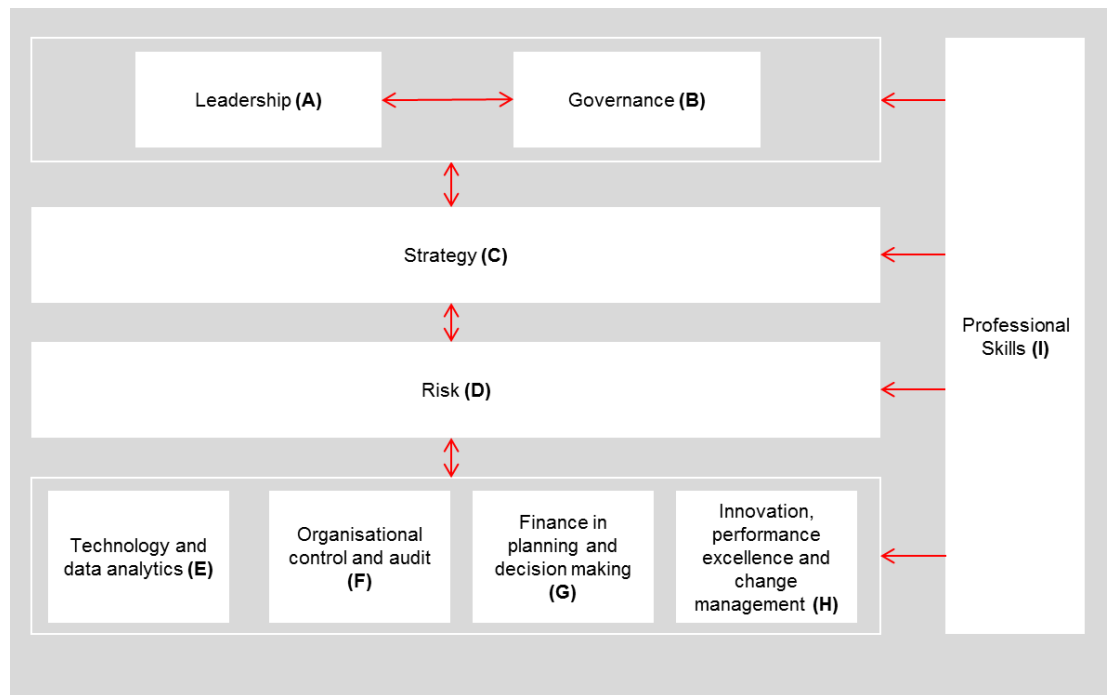 Leadership (A)
Governance (B)
Strategy (C)
Professional
Skills (I)
Risk (D)
Technology and
data analytics (E)
Organisational
control and audit
(F)
Finance in
planning and
decision making
(G)
Innovation,
performance
excellence and
change
management (H)